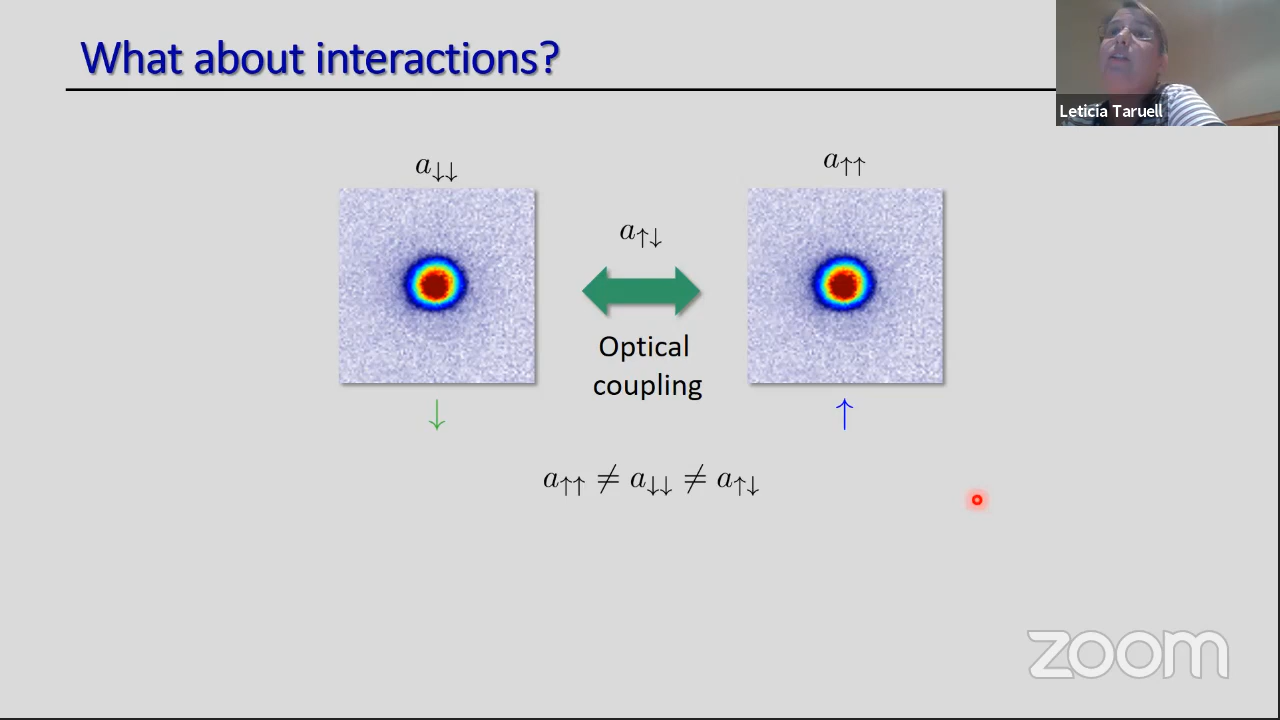 What about interactions?
Leticia Taruell
a↓↓
a↑↑
a↑↓
Optical
coupling
↓
↑
a↑↑ ≠ a↓↓ ≠ a↑↓
zoom